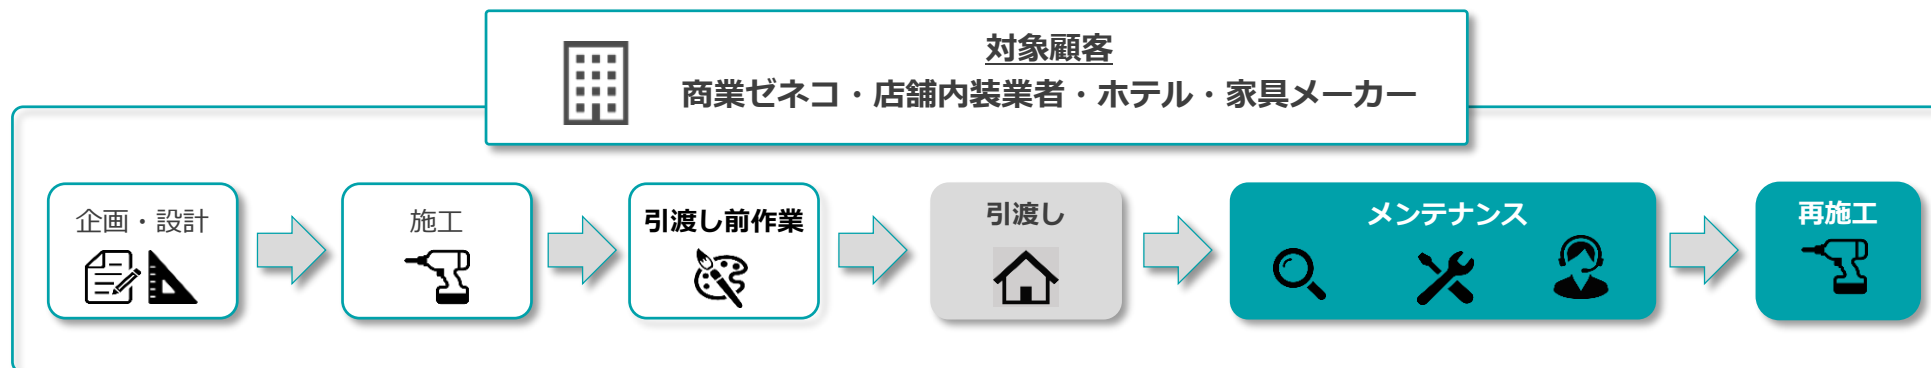 対象顧客
商業ゼネコ・店舗内装業者・ホテル・家具メーカー
企画・設計
施工
引渡し前作業
引渡し
メンテナンス
再施工